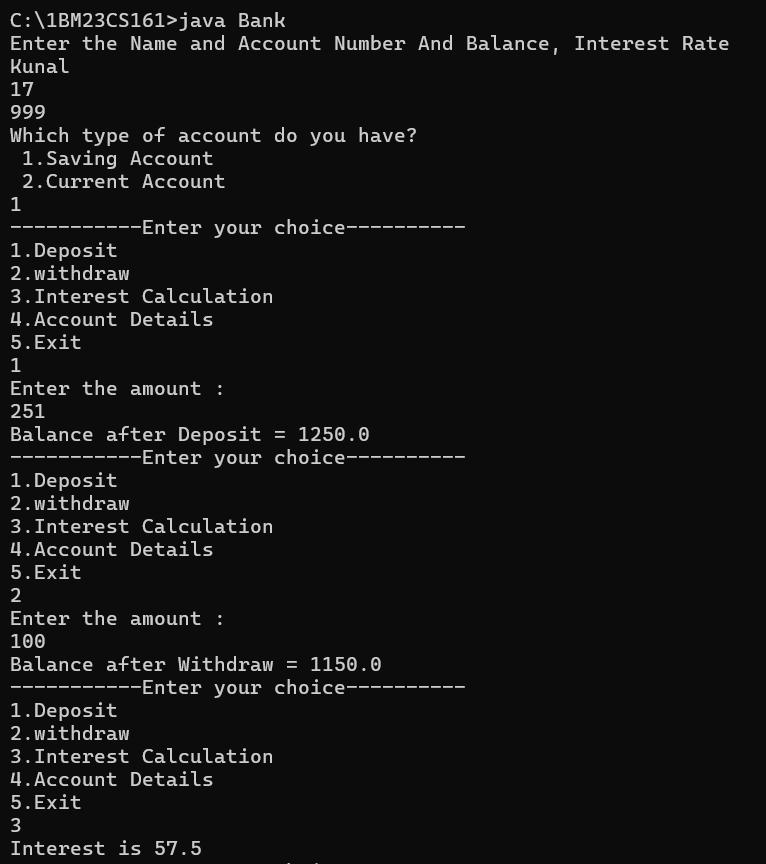 C:\1BM23CS161>java Bank
Enter the Name and Account Number And Balance, Interest Rate
Kunal
17
999
Which type of account do you have?
 1.Saving Account
 2.Current Account
1
-----------Enter your choice----------
1.Deposit
2.withdraw
3.Interest Calculation
4.Account Details
5.Exit
1
Enter the amount :
251
Balance after Deposit = 1250.0
-----------Enter your choice----------
1.Deposit
2.withdraw
3.Interest Calculation
4.Account Details
5.Exit
2
Enter the amount :
100
Balance after Withdraw = 1150.0
-----------Enter your choice----------
1.Deposit
2.withdraw
3.Interest Calculation
4.Account Details
5.Exit
3
Interest is 57.5